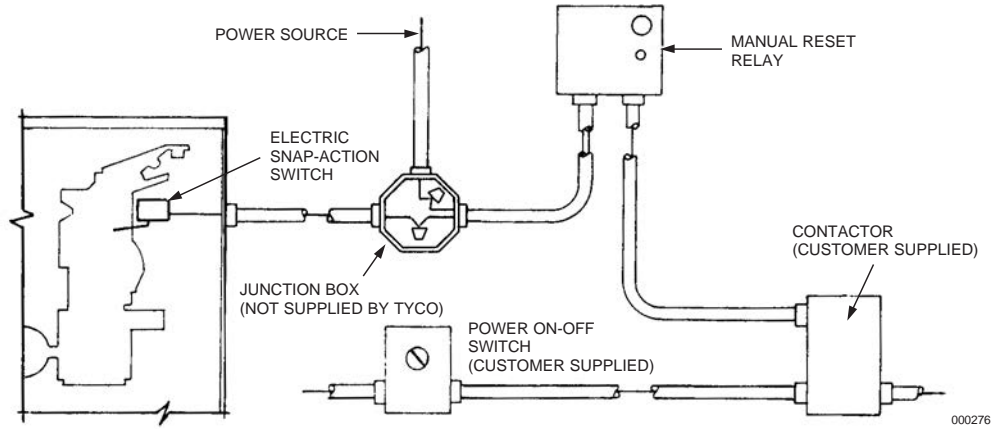 POWER SOURCE
MANUAL RESET
RELAY
ELECTRIC
SNAP-ACTION
SWITCH
JUNCTION BOX
(NOT SUPPLIED BY TYCO)
CONTACTOR
(CUSTOMER SUPPLIED)
POWER ON-OFF
SWITCH
(CUSTOMER SUPPLIED)
000276